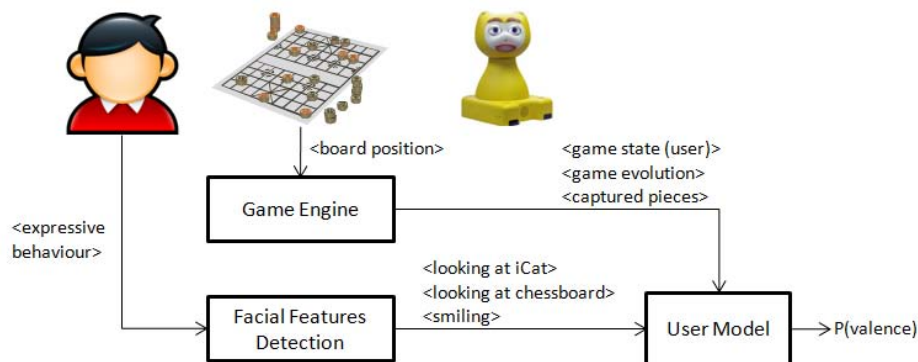 <board position>
<game state (user)>
<game evolution>
<captured pieces>
Game Engine
<expressive
behaviour>
<looking at iCat>
<looking at chessboard>
<smiling>
Facial Features
Detection
User Model
P(valence)